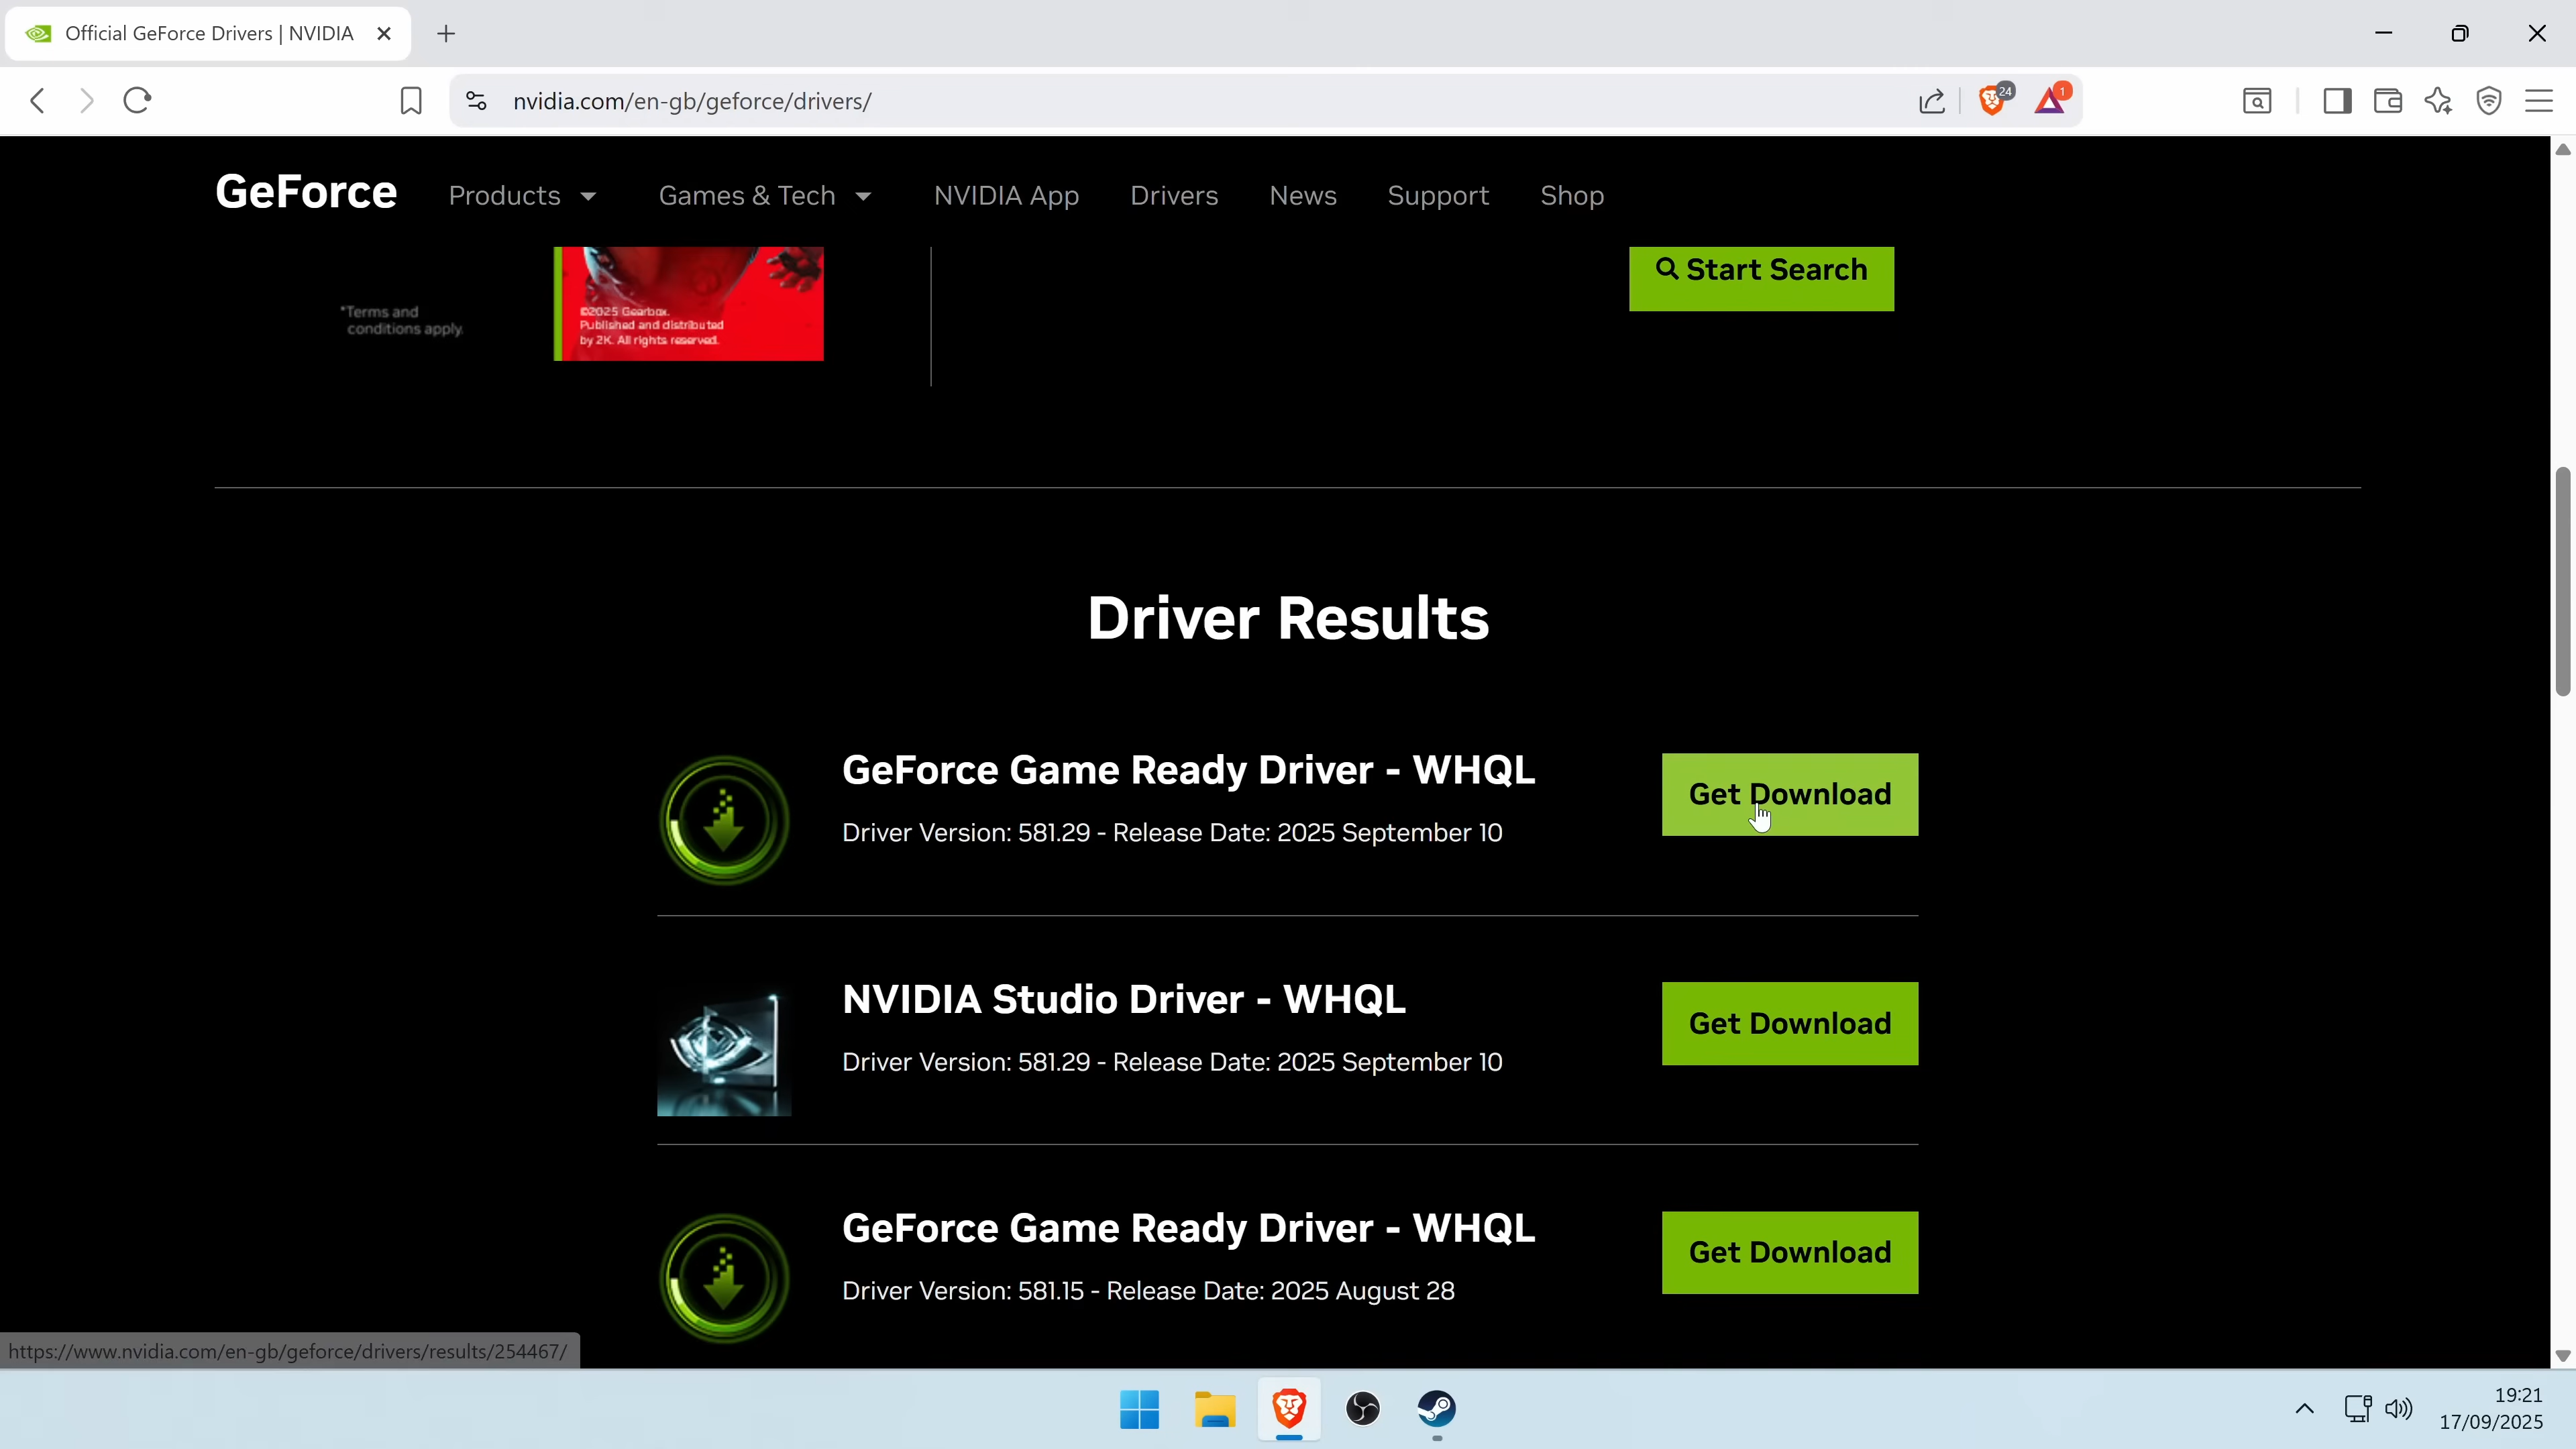 Official GeForce Drivers | NVIDIA
nvidia.com/en-gb/geforce/drivers/
24
1
GeForce
Products
Games & Tech
NVIDIA App
Drivers
News
Support
Shop
Start Search
*Terms and
conditions apply.
©2025 Gearbox.
Published and distributed
by 2K. All rights reserved.
Driver Results
GeForce Game Ready Driver - WHQL
Driver Version: 581.29 - Release Date: 2025 September 10
Get Download
NVIDIA Studio Driver - WHQL
Driver Version: 581.29 - Release Date: 2025 September 10
Get Download
GeForce Game Ready Driver - WHQL
Driver Version: 581.15 - Release Date: 2025 August 28
Get Download
https://www.nvidia.com/en-gb/geforce/drivers/results/254467/
19:21
17/09/2025